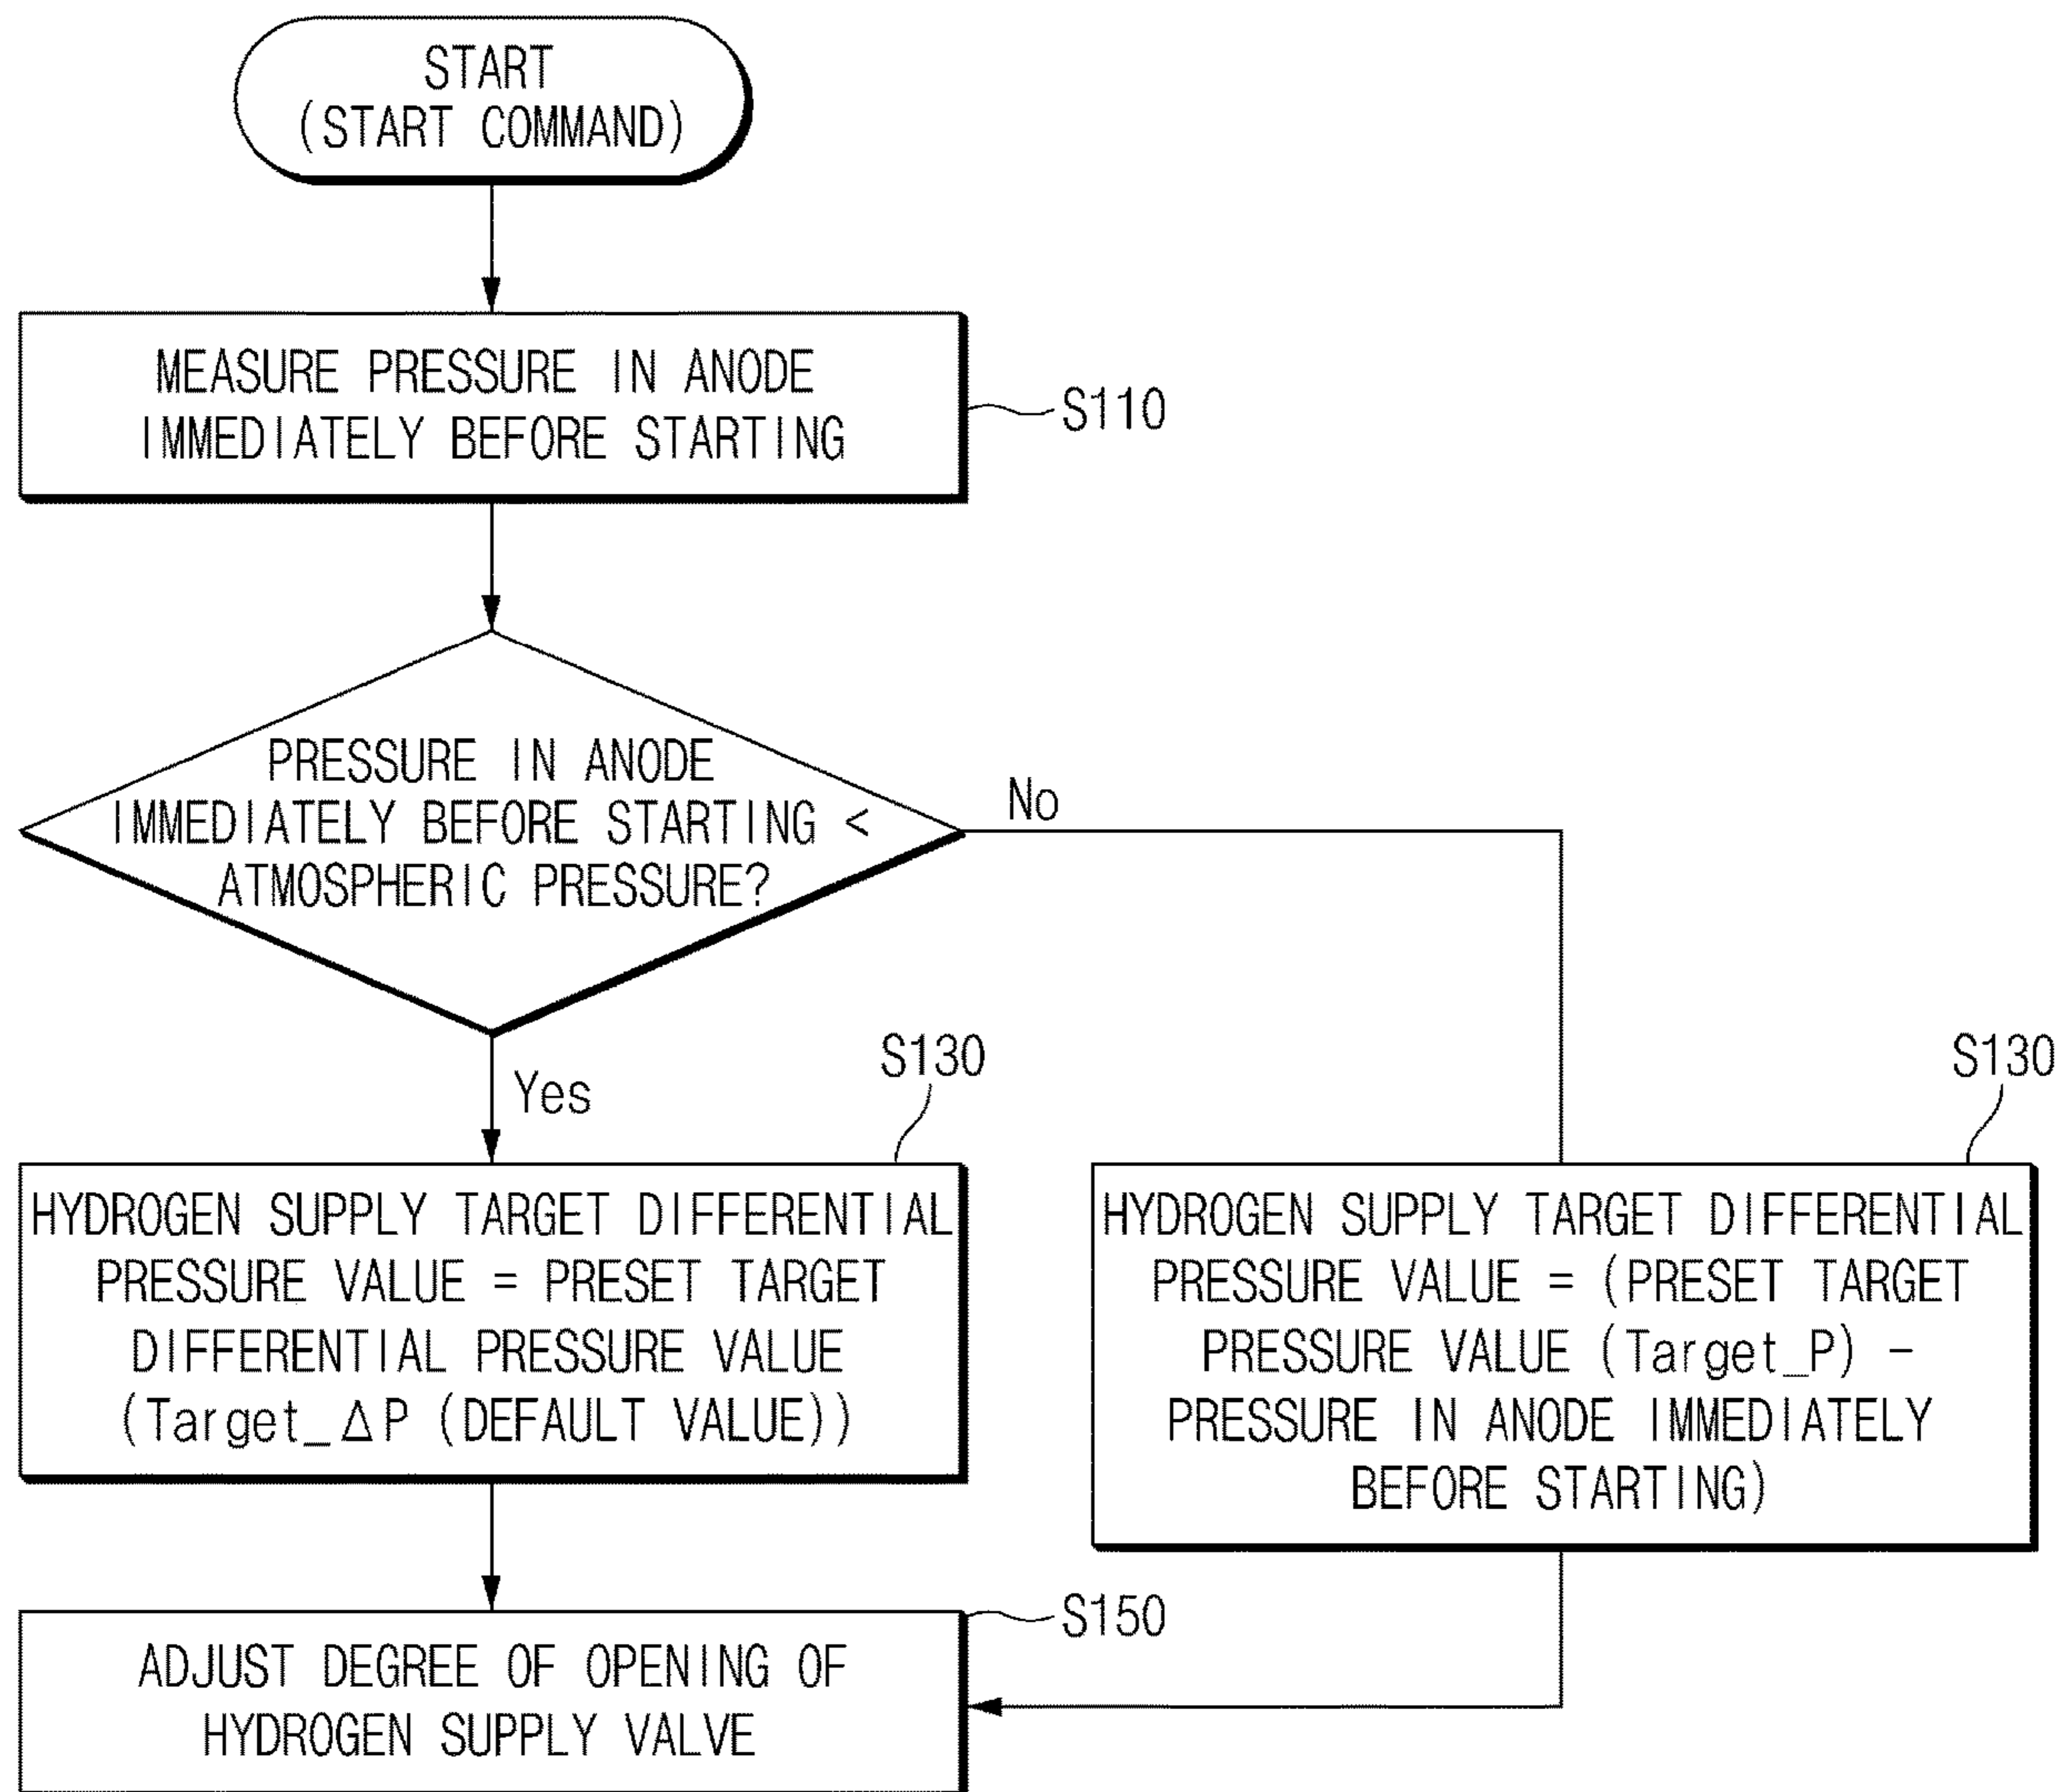 START
(START COMMAND)
MEASURE PRESSURE IN ANODE
IMMEDIATELY BEFORE STARTING
S110
PRESSURE IN ANODE
IMMEDIATELY BEFORE STARTING <
ATMOSPHERIC PRESSURE?
No
Yes
S130
HYDROGEN SUPPLY TARGET DIFFERENTIAL
PRESSURE VALUE = PRESET TARGET
DIFFERENTIAL PRESSURE VALUE
(Target_ΔP (DEFAULT VALUE))
S130
HYDROGEN SUPPLY TARGET DIFFERENTIAL
PRESSURE VALUE = (PRESET TARGET
PRESSURE VALUE (Target_P) -
PRESSURE IN ANODE IMMEDIATELY
BEFORE STARTING)
S150
ADJUST DEGREE OF OPENING OF
HYDROGEN SUPPLY VALVE